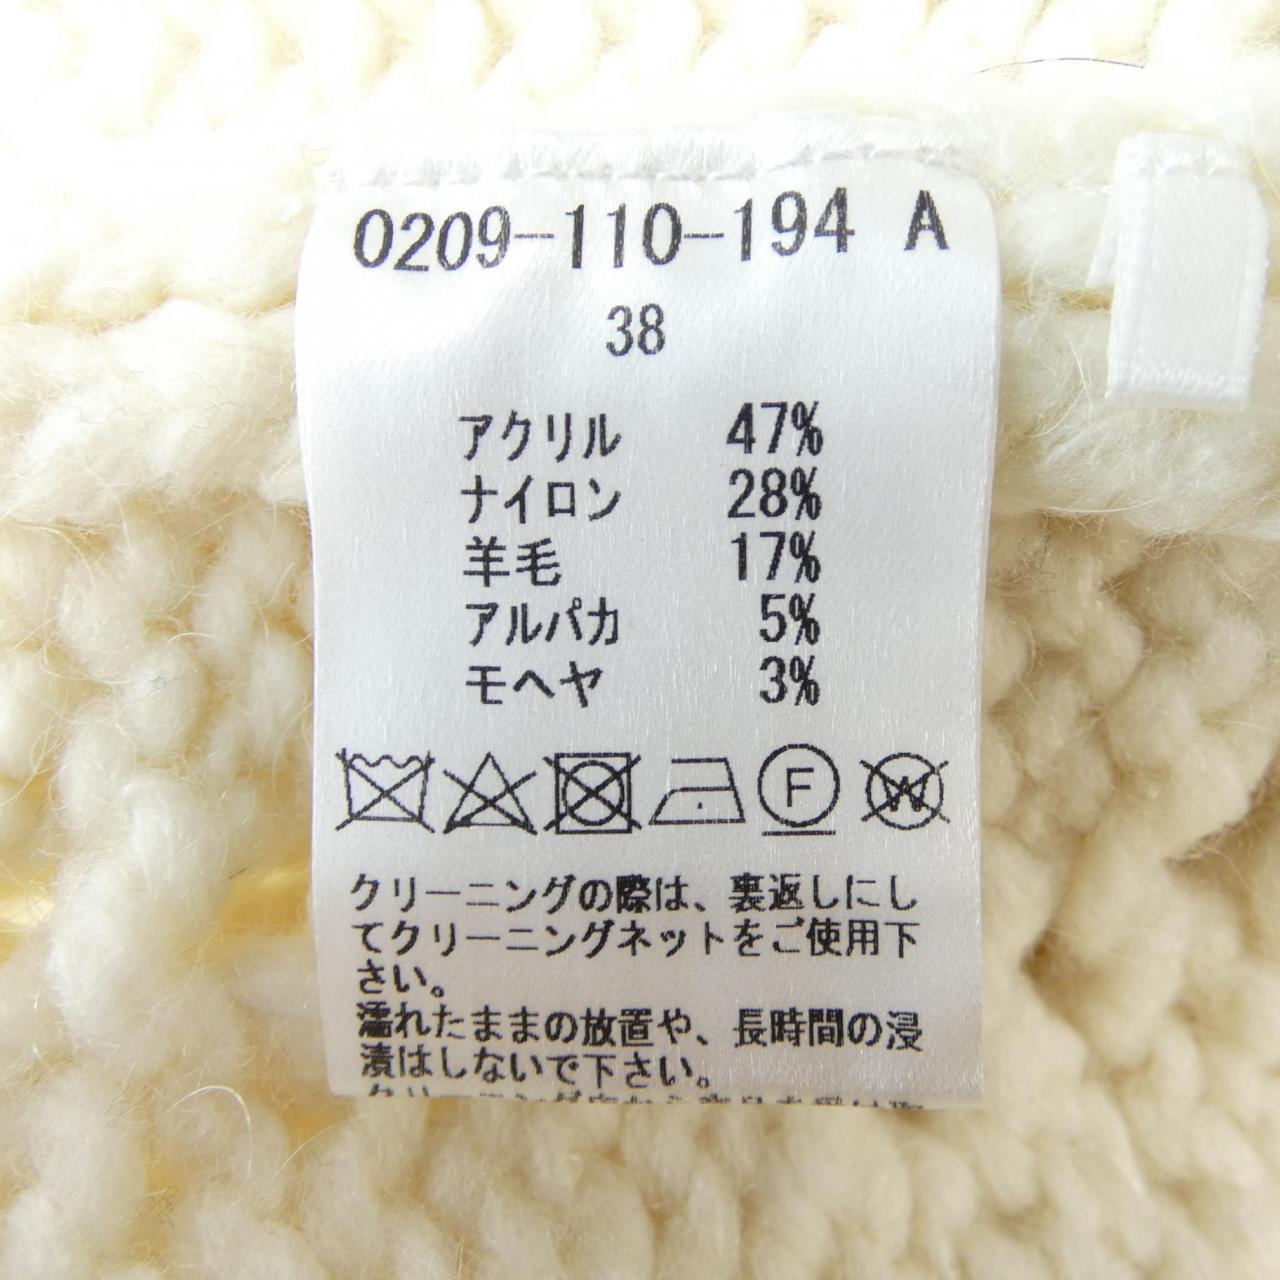 0209-110-194 A
38
アクリル 47%
ナイロン 28%
羊毛 17%
アルパカ 5%
モヘヤ 3%
F W
クリーニングの際は、裏返しにし
てクリーニングネットをご使用下
さい。
濡れたままの放置や、長時間の浸
漬はしないで下さい。